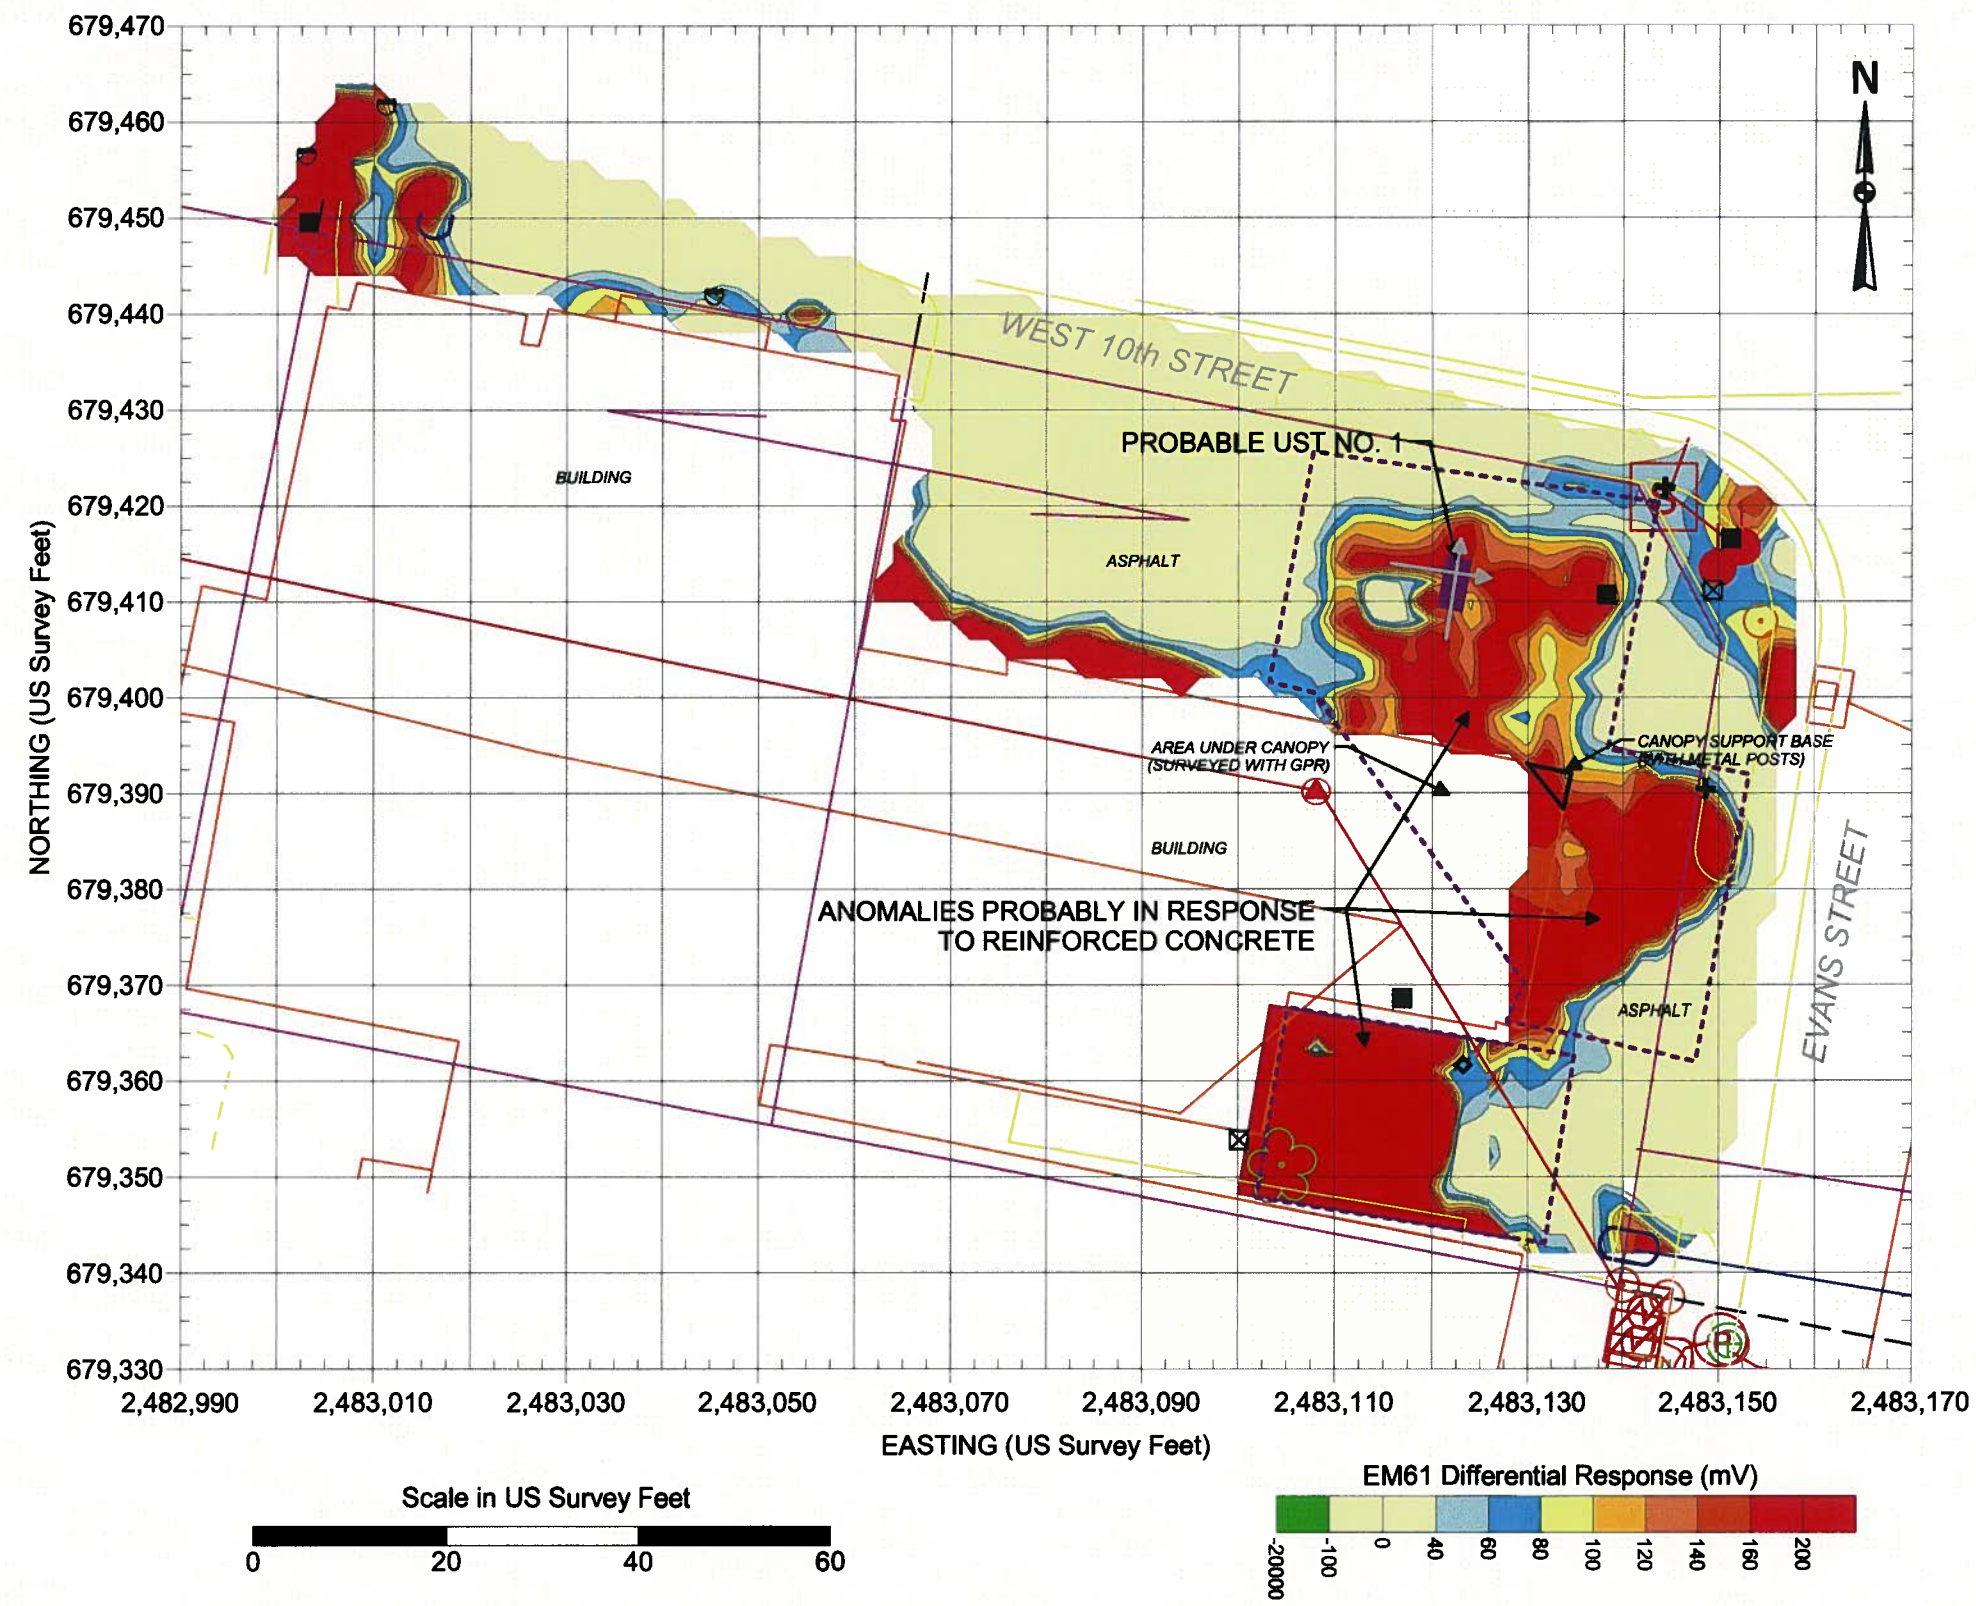 679,470
679,460
679,450
679,440
679,430
679,420
679,410
679,400
679,390
679,380
679,370
679,360
679,350
679,340
679,330
NORTHING (US Survey Feet)
N
WEST 10th STREET
PROBABLE UST NO. 1
BUILDING
ASPHALT
AREA UNDER CANOPY
(SURVEYED WITH GPR)
CANOPY SUPPORT BASE
(WITH METAL POSTS)
BUILDING
ANOMALIES PROBABLY IN RESPONSE
TO REINFORCED CONCRETE
ASPHALT
EVANS STREET
2,482,990
2,483,010
2,483,030
2,483,050
2,483,070
2,483,090
2,483,110
2,483,130
2,483,150
2,483,170
EASTING (US Survey Feet)
Scale in US Survey Feet
0
20
40
60
EM61 Differential Response (mV)
-20000
-100
0
40
60
80
100
120
140
160
200